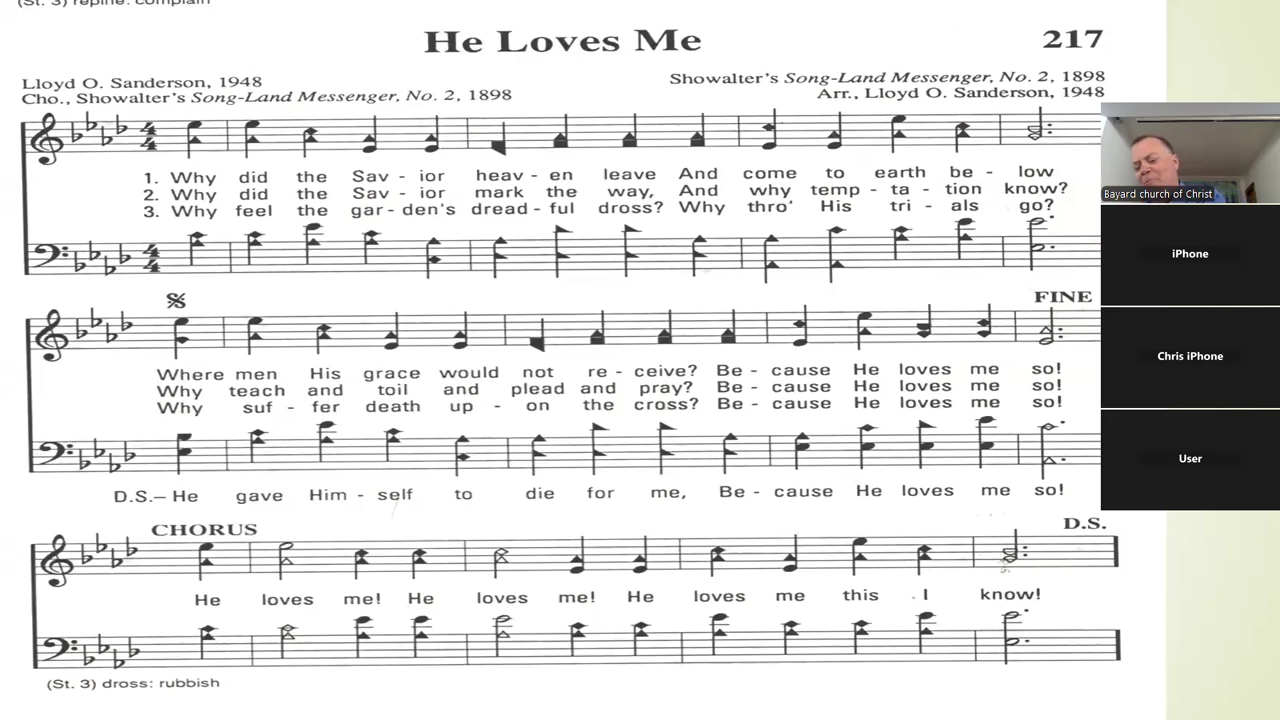 (St. 3) repine: complain
He Loves Me 217
Lloyd O. Sanderson, 1948
Cho., Showalter's Song-Land Messenger, No. 2, 1898
Showalter's Song-Land Messenger, No. 2, 1898
Arr., Lloyd O. Sanderson, 1948
1. Why did the Sav - ior heav - en leave And come to earth be - low
2. Why did the Sav - ior mark the way, And why temp - ta - tion know?
3. Why feel the gar - den's dread - ful dross? Why thro' His tri - als go?
FINE
Where men His grace would not re - ceive? Be - cause He loves me so!
Why teach and toil and plead and pray? Be - cause He loves me so!
Why suf - fer death up - on the cross? Be - cause He loves me so!
D.S.— He gave Him - self to die for me, Be - cause He loves me so!
CHORUS D.S.
He loves me! He loves me! He loves me this I know!
(St. 3) dross: rubbish
Bayard church of Christ
iPhone
Chris iPhone
User